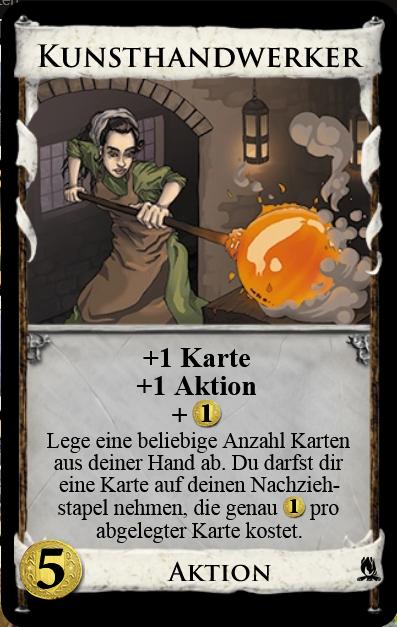 KUNSTHANDWERKER
+1 Karte
+1 Aktion
+ 1
Lege eine beliebige Anzahl Karten
aus deiner Hand ab. Du darfst dir
eine Karte auf deinen Nachzieh-
stapel nehmen, die genau 1 pro
abgelegter Karte kostet.
5 AKTION